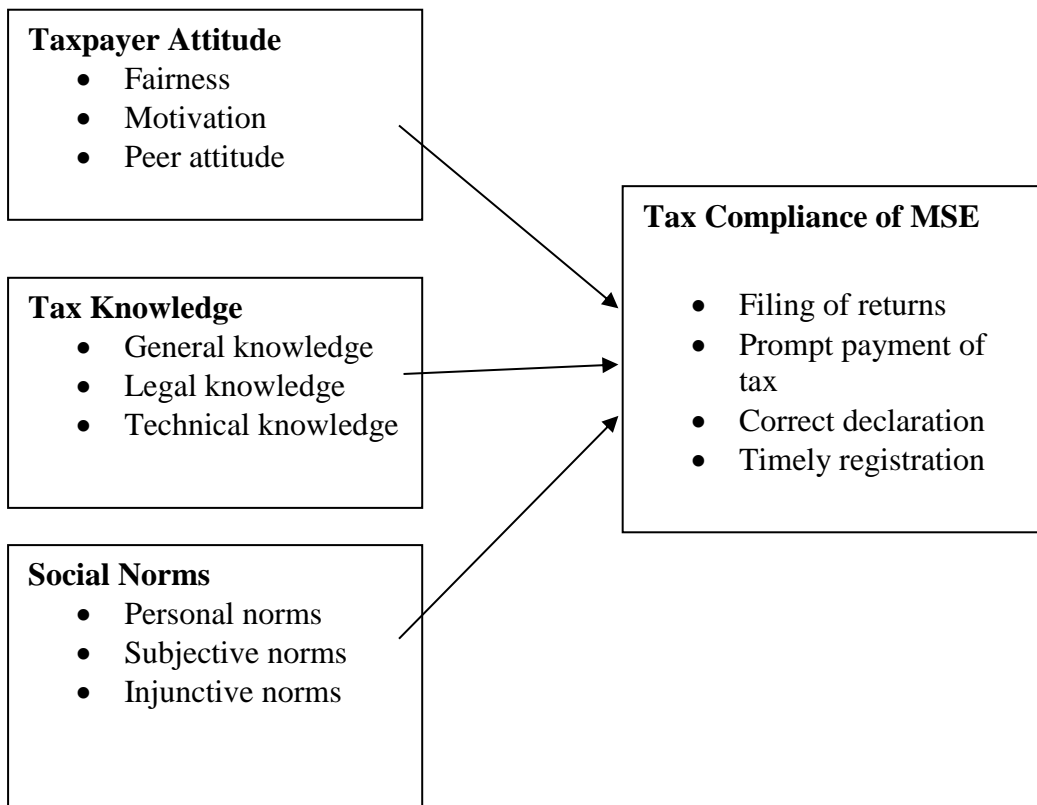 Taxpayer Attitude
• Fairness
• Motivation
• Peer attitude
Tax Knowledge
• General knowledge
• Legal knowledge
• Technical knowledge
Social Norms
• Personal norms
• Subjective norms
• Injunctive norms
Tax Compliance of MSE
• Filing of returns
• Prompt payment of
tax
• Correct declaration
• Timely registration